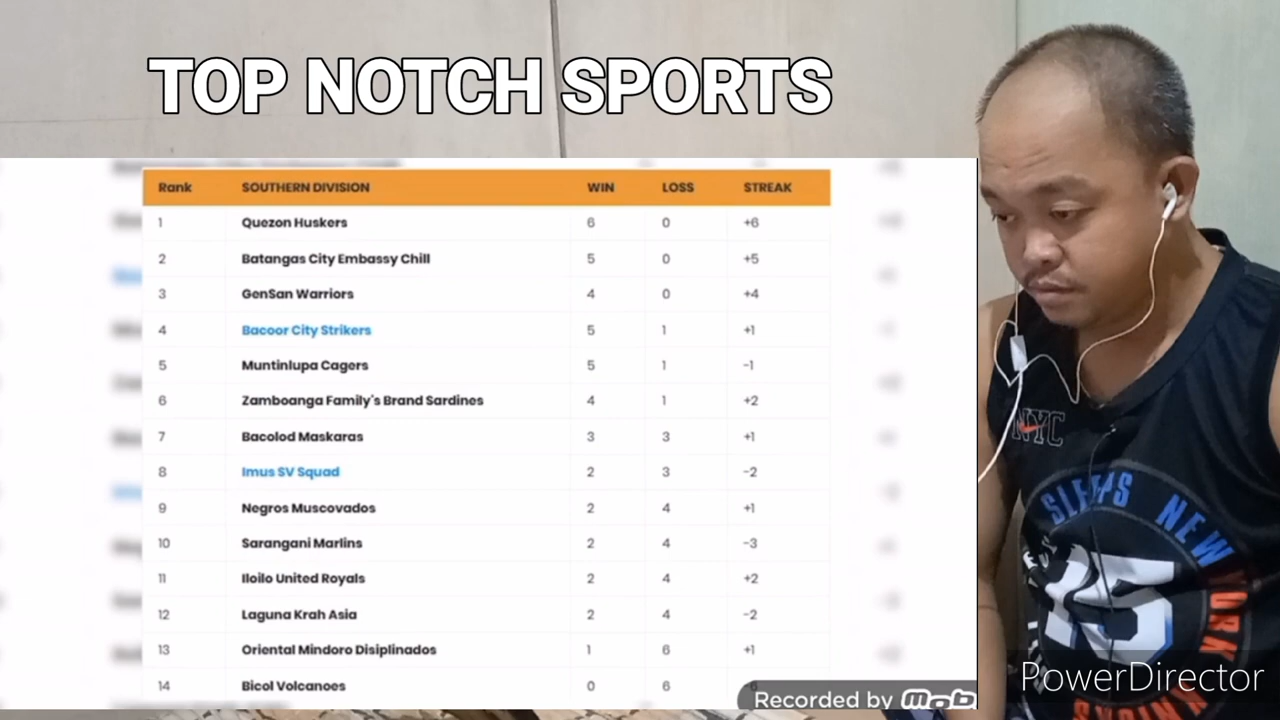 TOP NOTCH SPORTS
Rank SOUTHERN DIVISION WIN LOSS STREAK
1 Quezon Huskers 6 0 +6
2 Batangas City Embassy Chill 5 0 +5
3 GenSan Warriors 4 0 +4
4 Bacoor City Strikers 5 1 +1
5 Muntinlupa Cagers 5 1 -1
6 Zamboanga Family's Brand Sardines 4 1 +2
7 Bacolod Maskaras 3 3 +1
8 Imus SV Squad 2 3 -2
9 Negros Muscovados 2 4 +1
10 Sarangani Marlins 2 4 -3
11 Iloilo United Royals 2 4 +2
12 Laguna Krah Asia 2 4 -2
13 Oriental Mindoro Disiplinados 1 6 +1
14 Bicol Volcanoes 0 6
Recorded by Mob
NYC
NEW YORK
15
PowerDirector